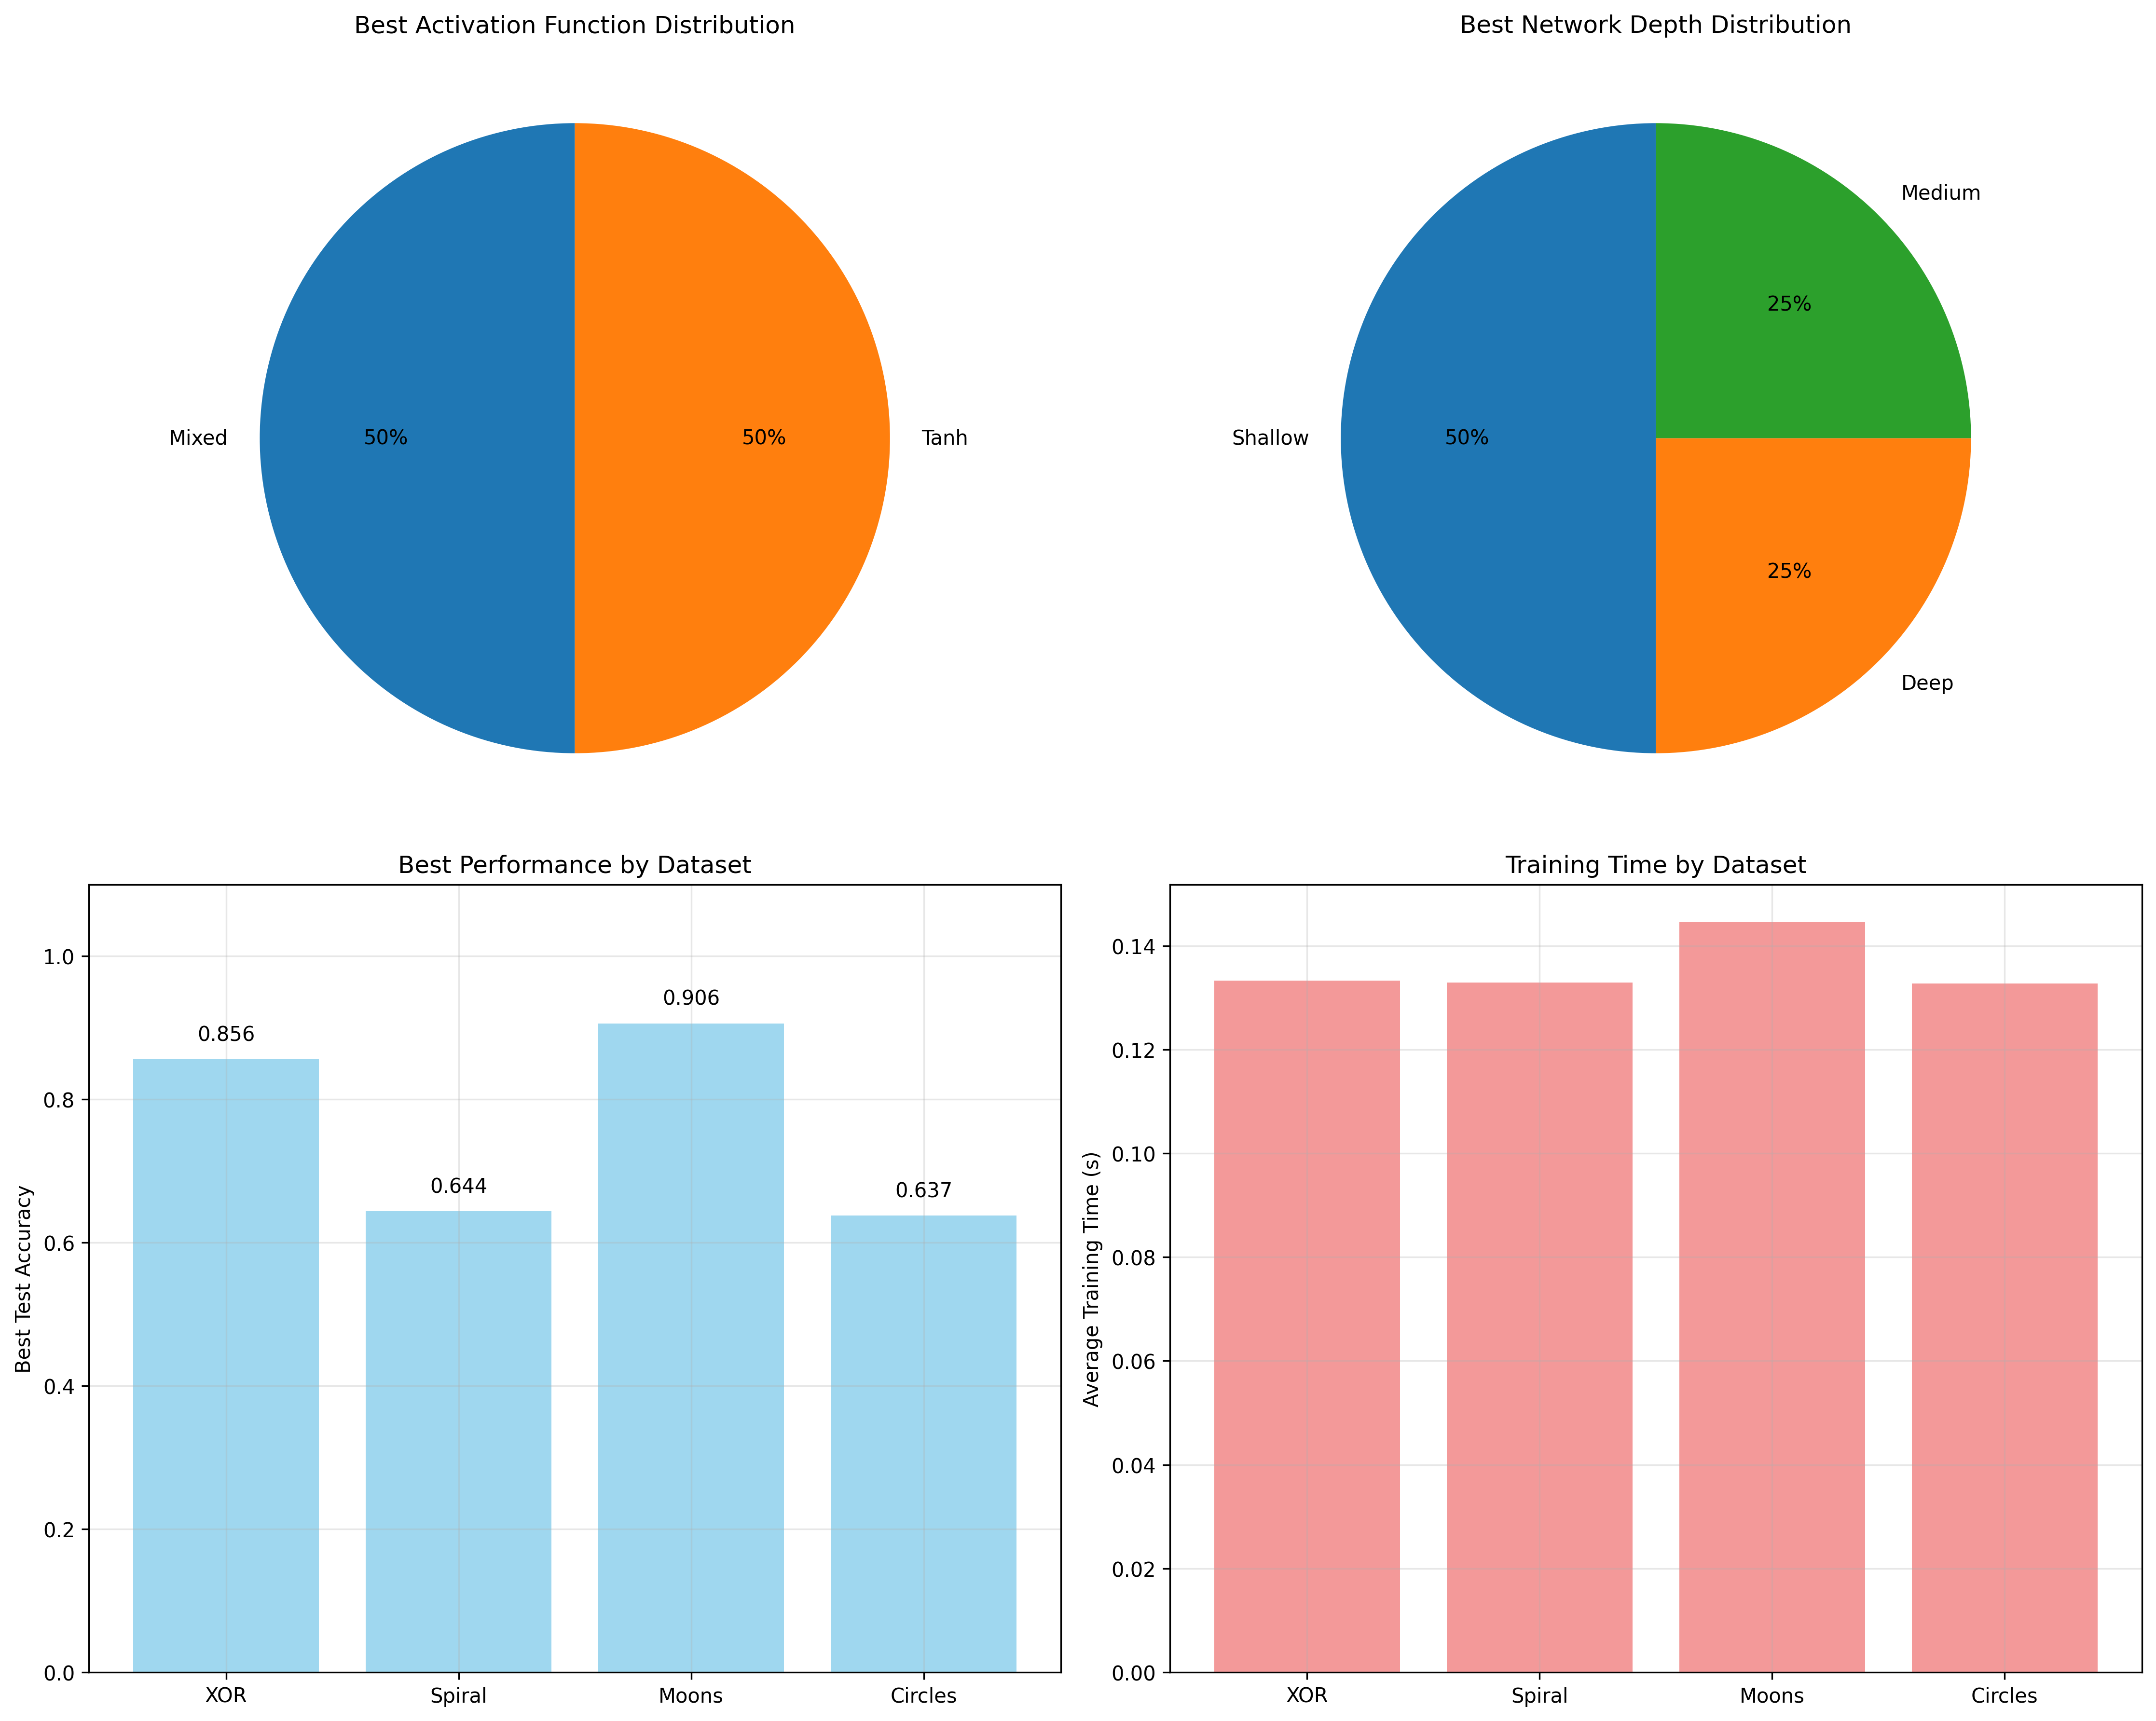 Best Activation Function Distribution
Mixed
50%
50%
Tanh
Best Network Depth Distribution
Medium
25%
Shallow
50%
25%
Deep
Best Performance by Dataset
Best Test Accuracy
1.0
0.8
0.6
0.4
0.2
0.0
0.856
0.644
0.906
0.637
XOR
Spiral
Moons
Circles
Training Time by Dataset
Average Training Time (s)
0.14
0.12
0.10
0.08
0.06
0.04
0.02
0.00
XOR
Spiral
Moons
Circles